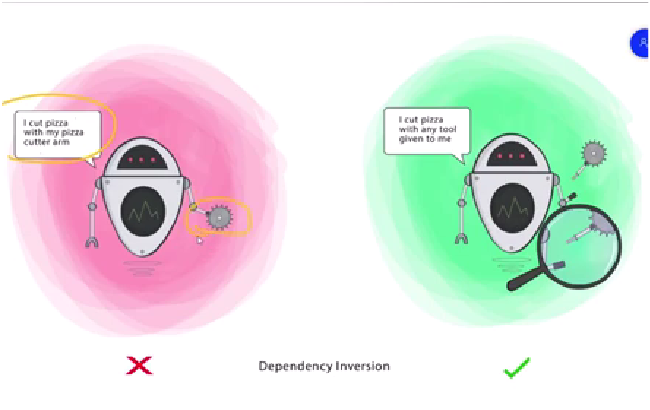 I cut pizza
with my pizza
cutter arm
I cut pizza
with any tool
given to me
Dependency Inversion